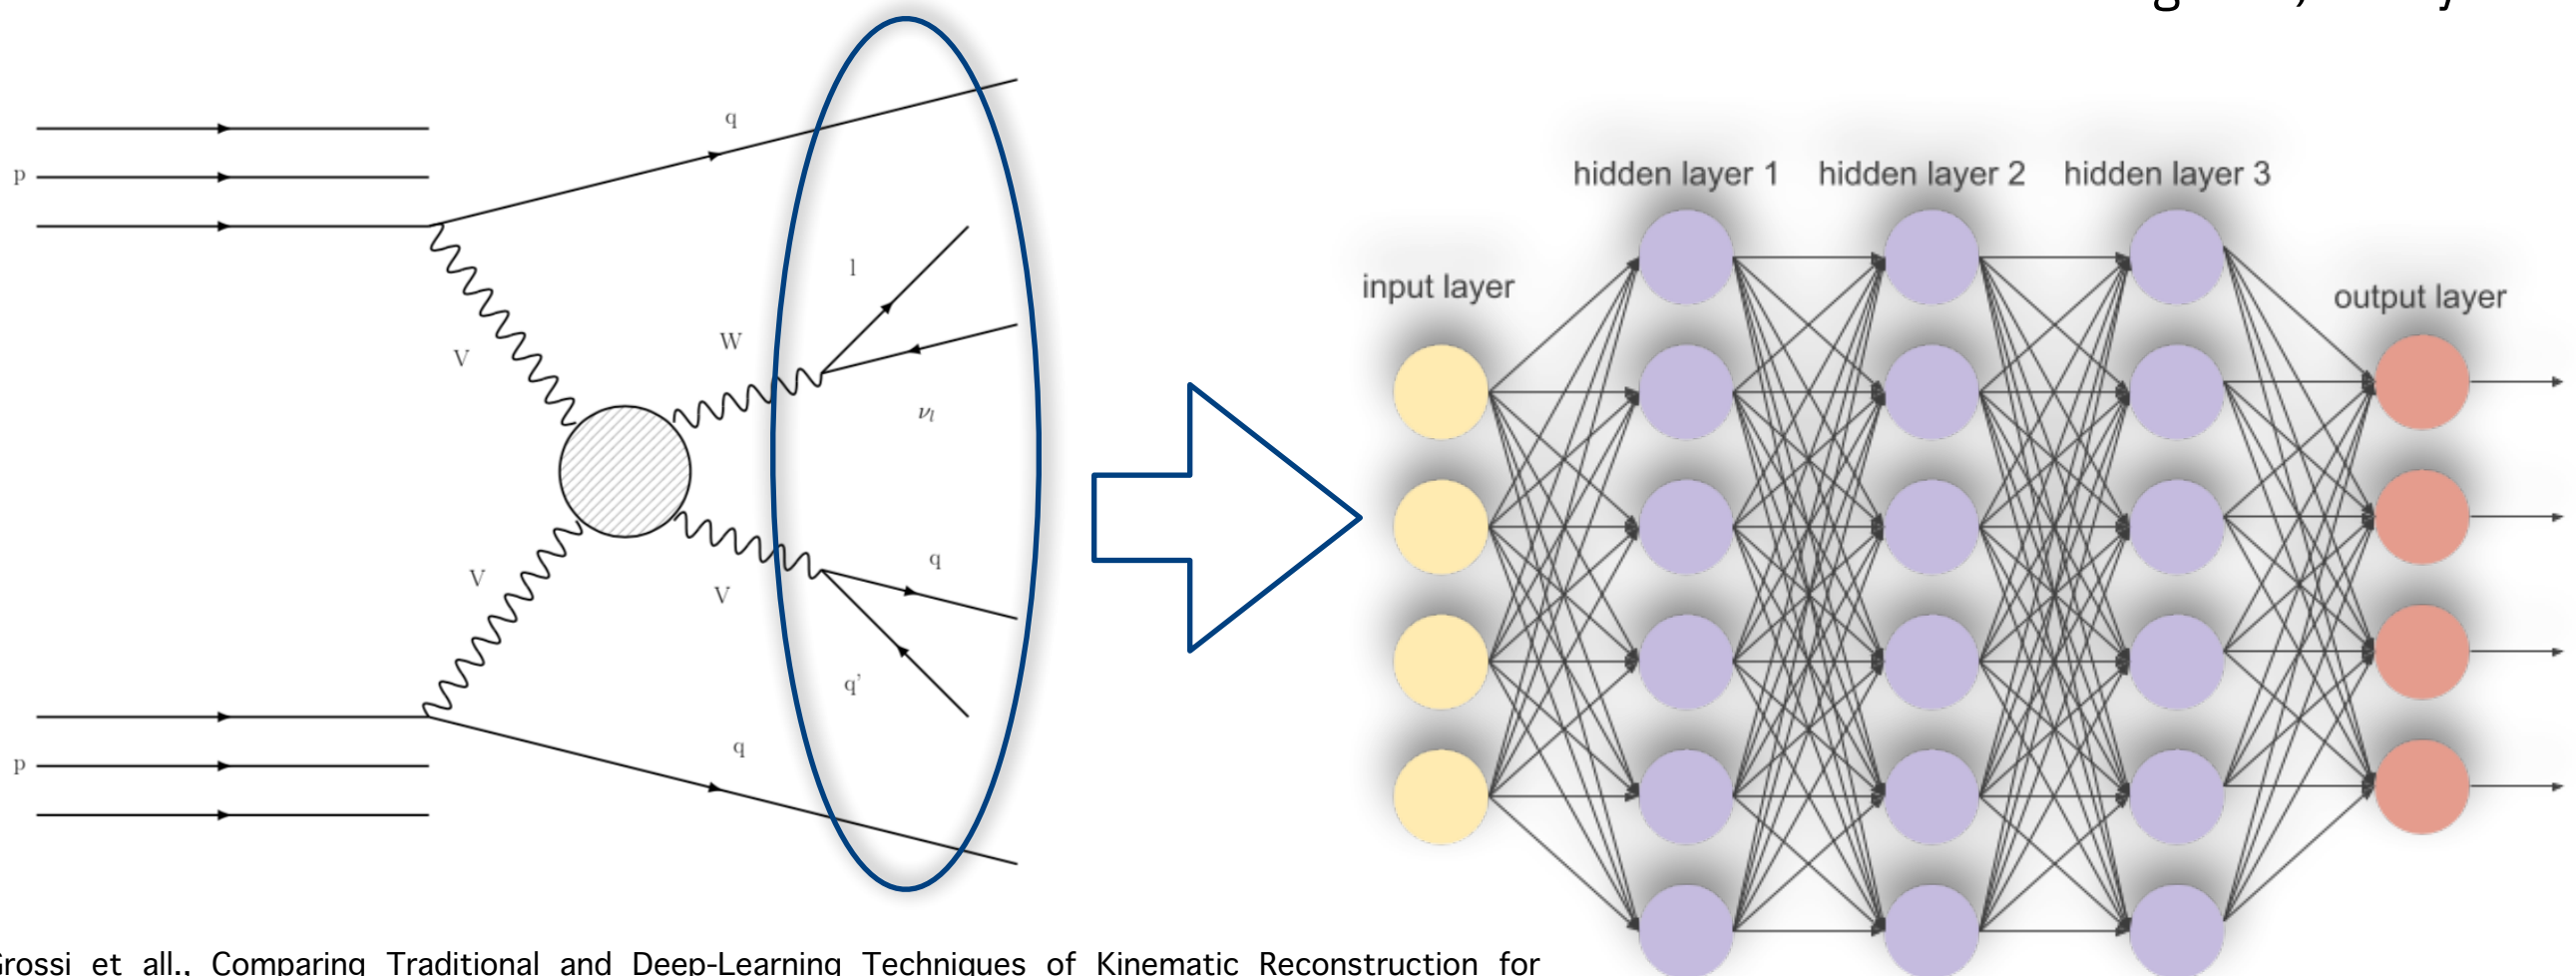 q
p
hidden layer 1 hidden layer 2 hidden layer 3
l
input layer
output layer
W
V
νl
q
V
V
q'
q
p
et all., Comparing Traditional and Deep-Learning Techniques of Kinematic Reconstruction for